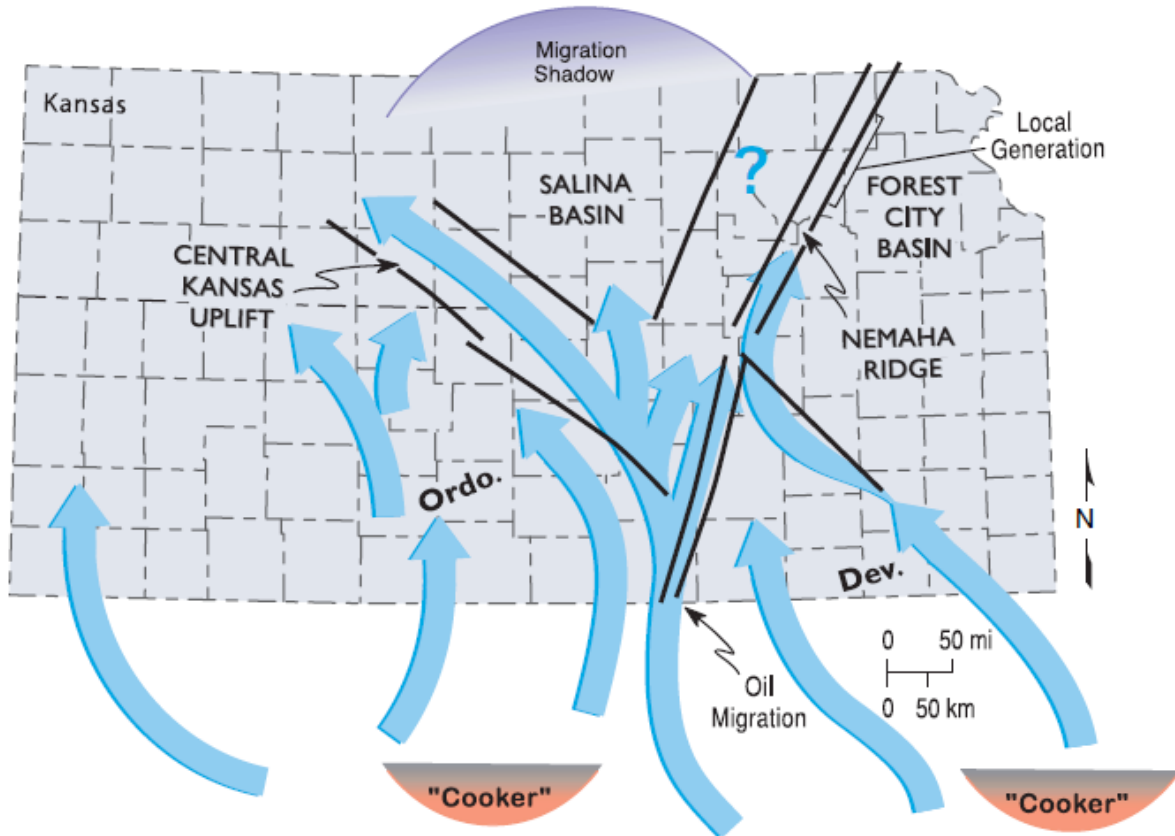 Migration
Shadow
Kansas
Local
Generation
?
SALINA
BASIN
FOREST
CITY
BASIN
CENTRAL
KANSAS
UPLIFT
NEMAHA
RIDGE
Ordo.
Dev.
N
0 50 mi
0 50 km
Oil
Migration
"Cooker"
"Cooker"